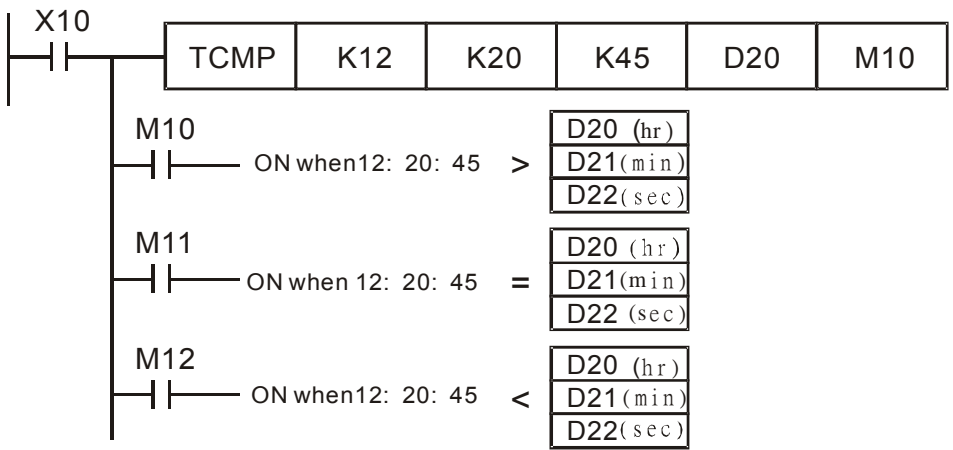 X10
TCMP K12 K20 K45 D20 M10
M10
ON when12: 20: 45 >
D20 (hr)
D21(min)
D22(sec)
M11
ON when 12: 20: 45 =
D20 (hr)
D21(min)
D22 (sec)
M12
ON when12: 20: 45 <
D20 (hr)
D21(min)
D22(sec)